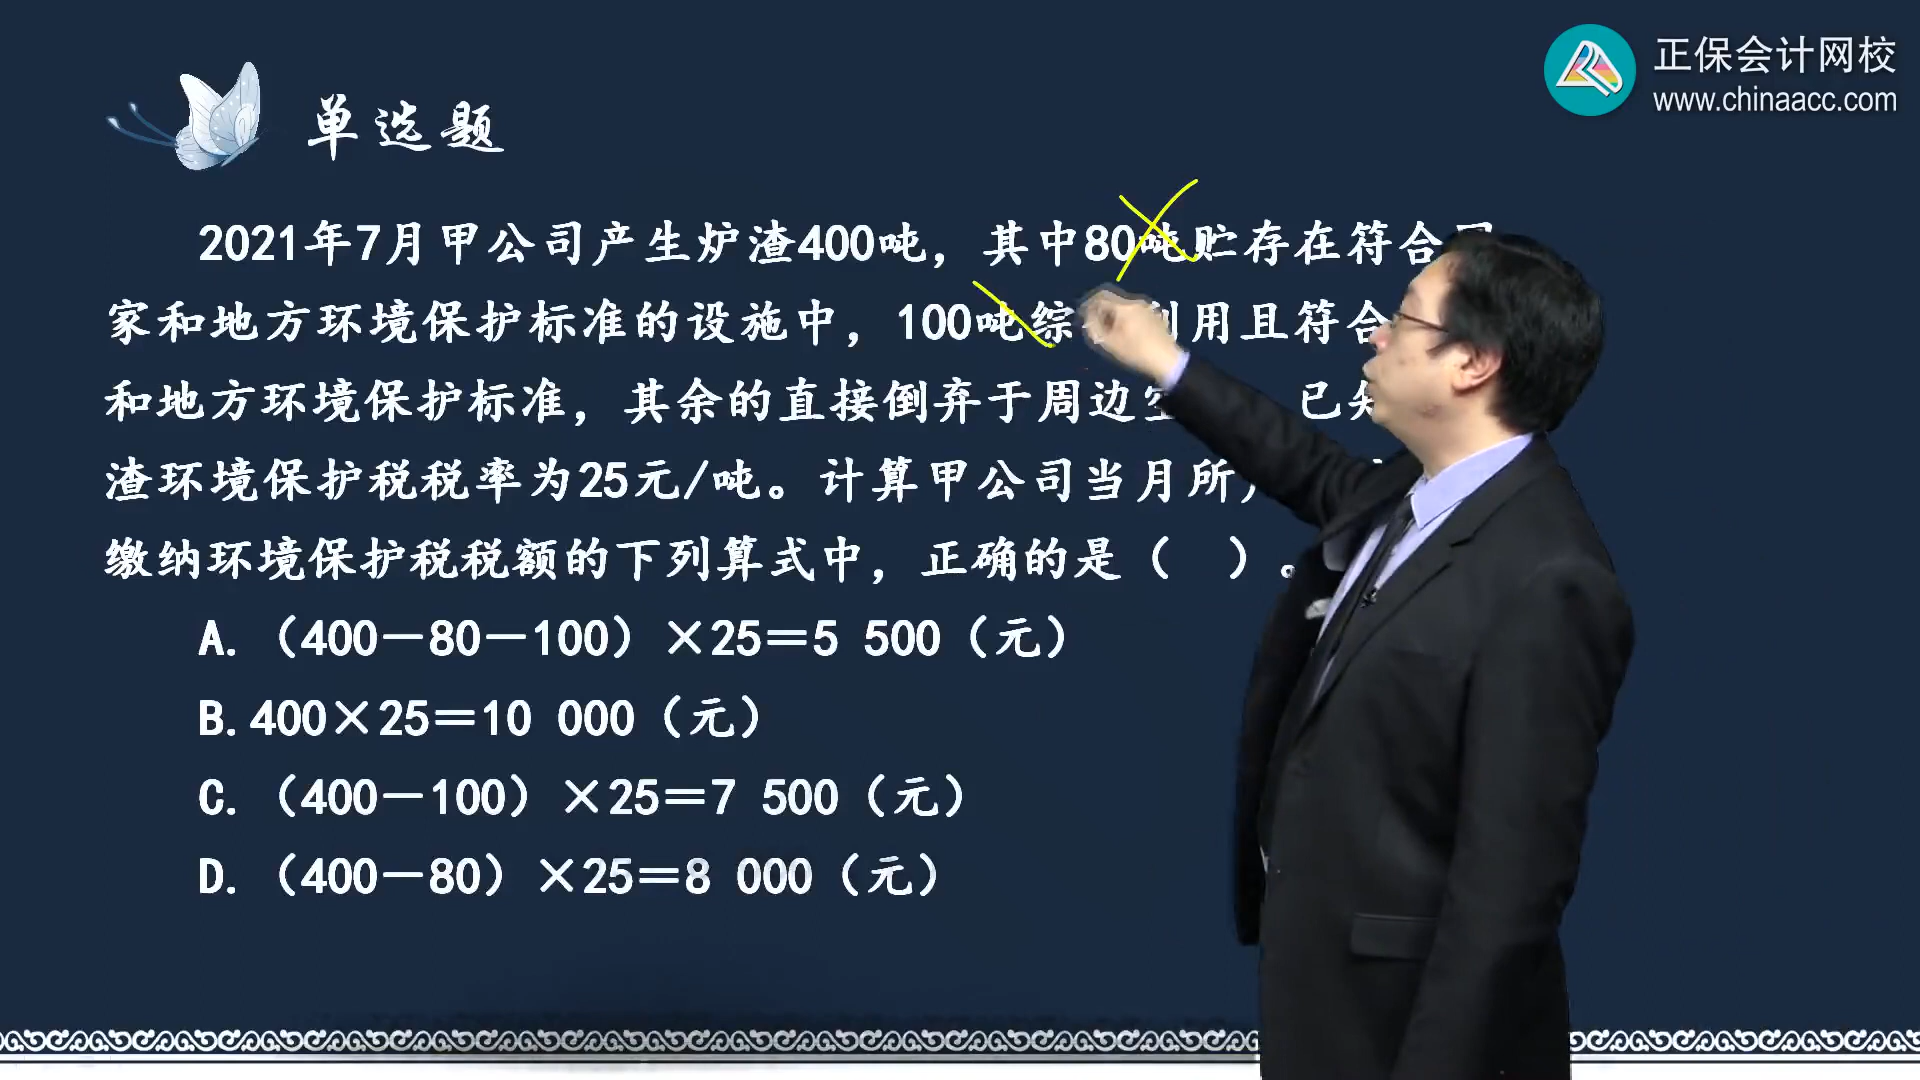 正保会计网校
www.chinaacc.com
单选题
2021年7月甲公司产生炉渣400吨，其中80吨贮存在符合
家和地方环境保护标准的设施中，100吨综 利用且符合
和地方环境保护标准，其余的直接倒弃于周边 已
渣环境保护税税率为25元/吨。计算甲公司当月所
缴纳环境保护税税额的下列算式中，正确的是（ ）。
A.（400－80－100）×25＝5 500（元）
B.400×25＝10 000（元）
C.（400－100）×25＝7 500（元）
D.（400－80）×25＝8 000（元）